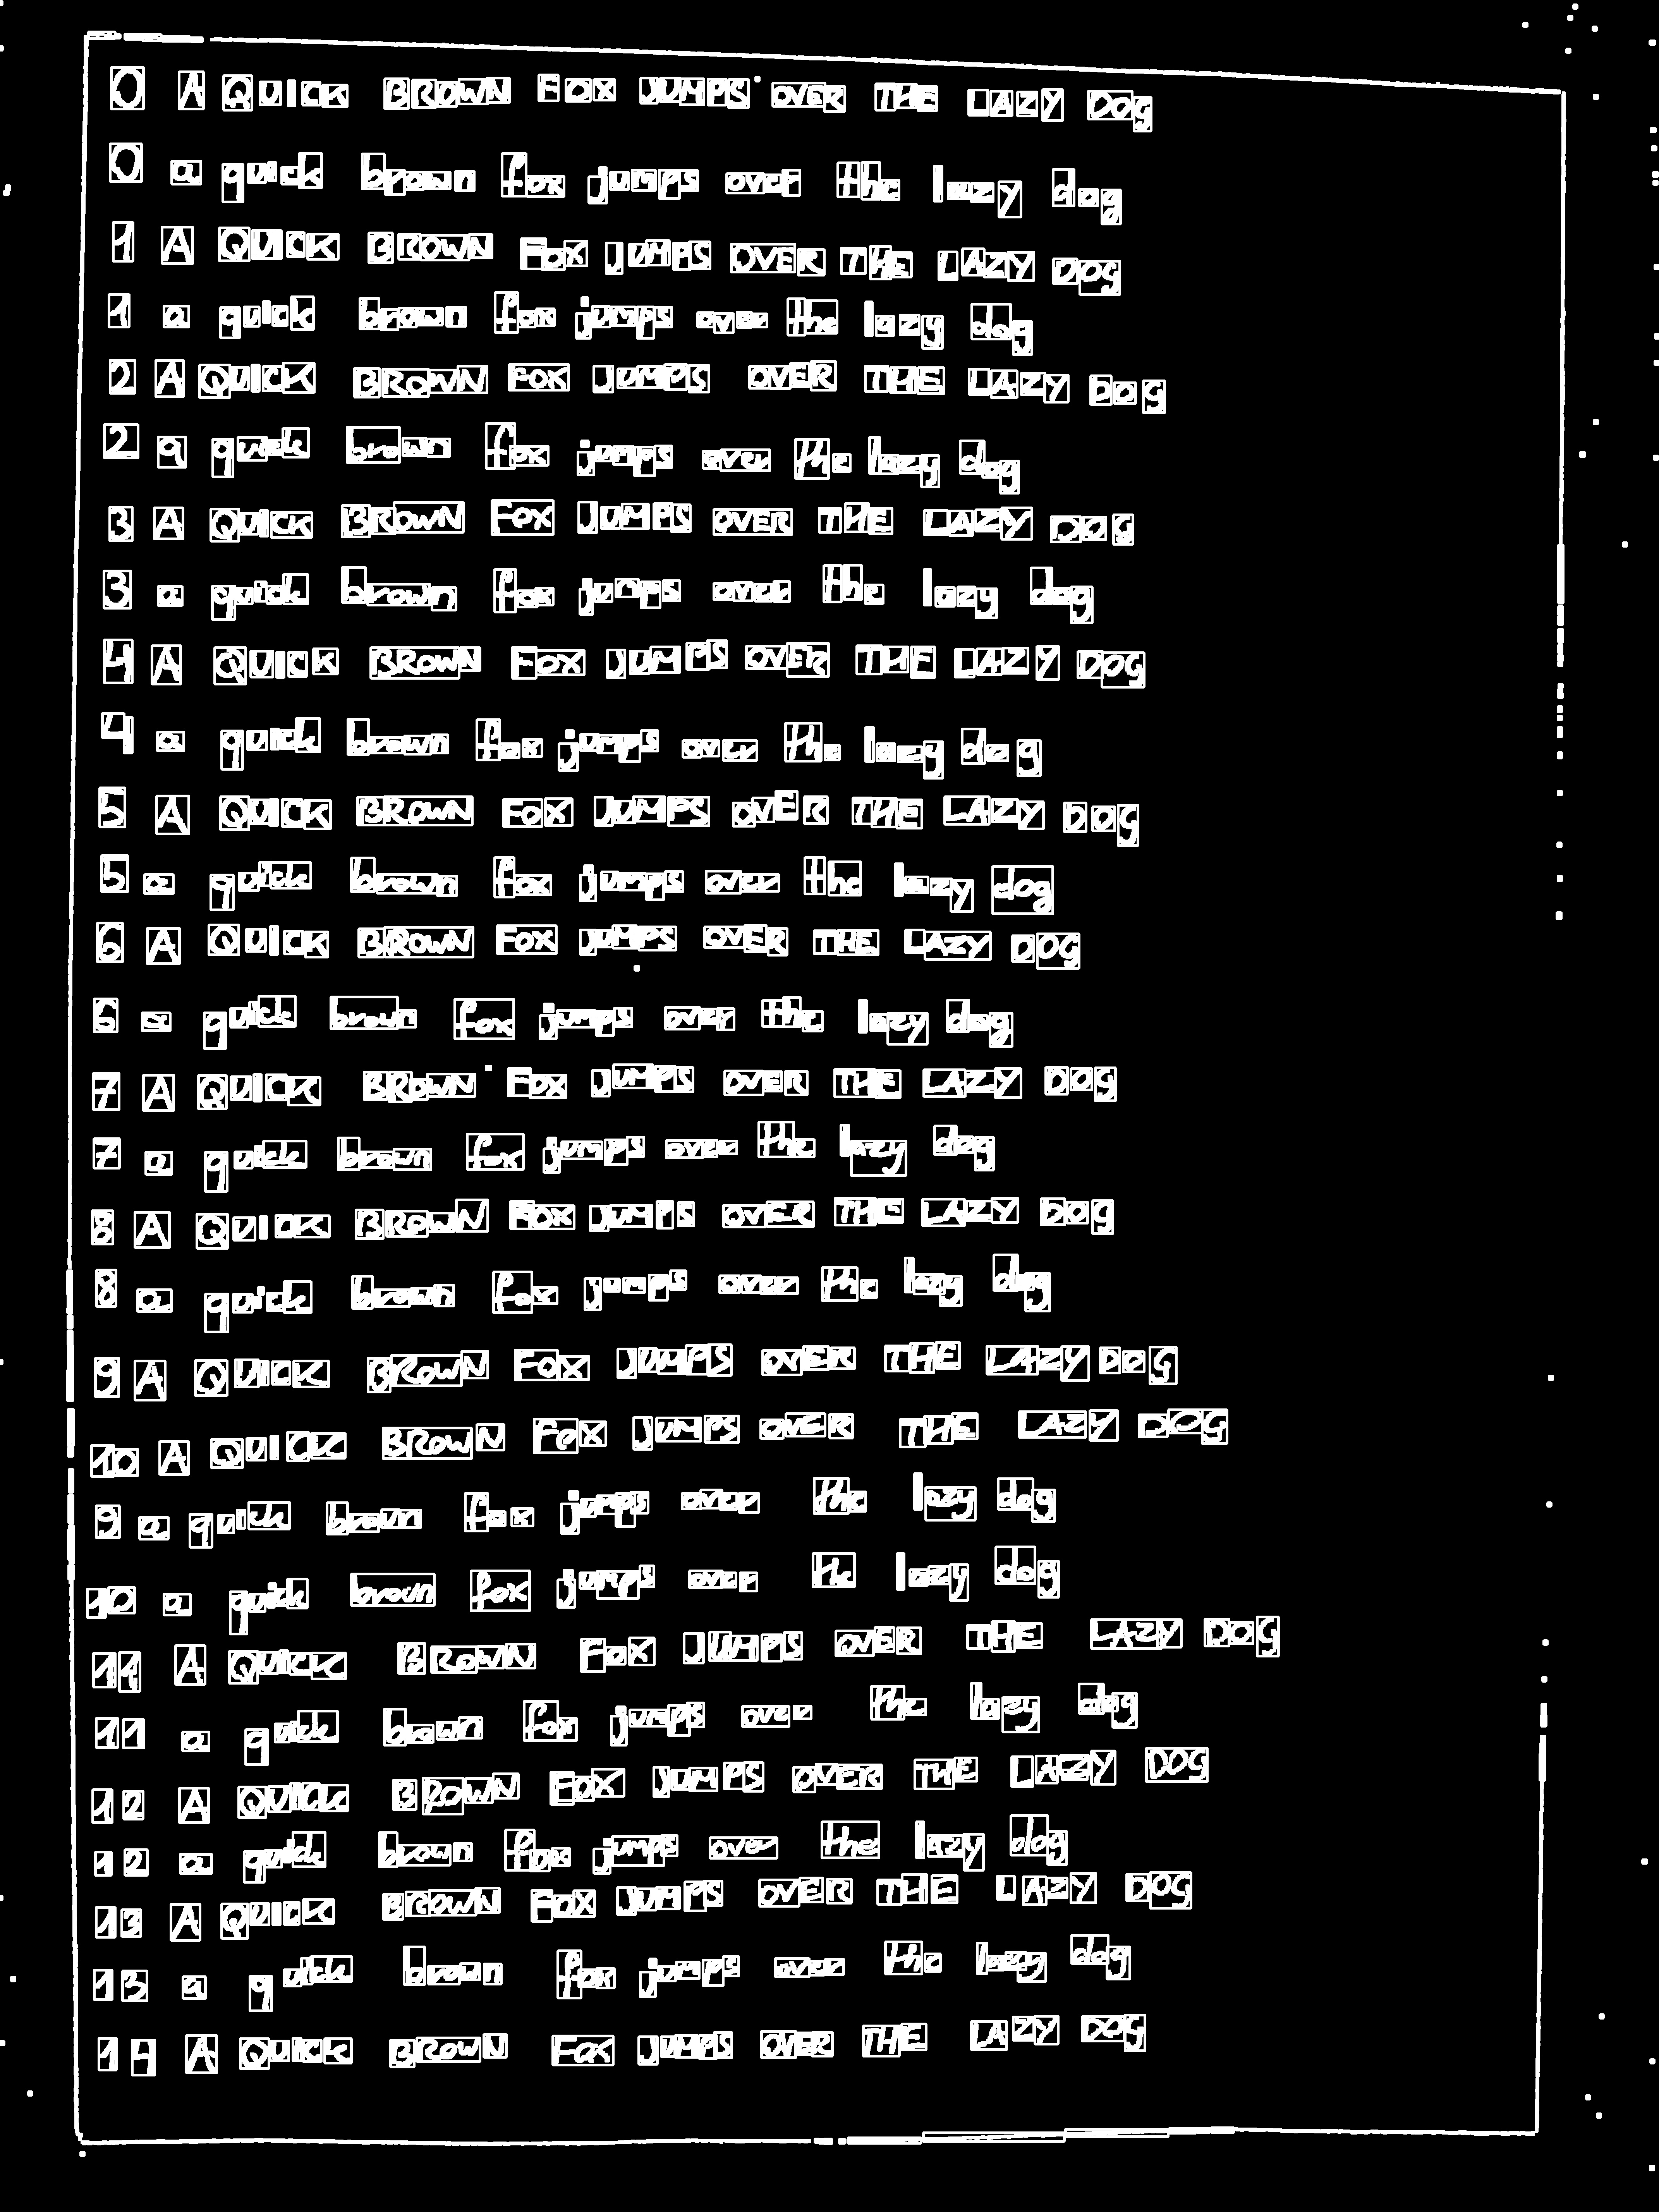 0 A QUICK BROWN FOX JUMPS OVER THE LAZY DOG
0 a quick brown fox jumps over the lazy dog
1 A QUICK BROWN FOX JUMPS OVER THE LAZY DOG
1 a quick brown fox jumps over the lazy dog
2 A QUICK BROWN FOX JUMPS OVER THE LAZY DOG
2 a quick brown fox jumps over the lazy dog
3 A QUICK BROWN FOX JUMPS OVER THE LAZY DOG
3 a quick brown fox jumps over the lazy dog
4 A QUICK BROWN FOX JUMPS OVER THE LAZY DOG
4 a quick brown fox jumps over the lazy dog
5 A QUICK BROWN FOX JUMPS OVER THE LAZY DOG
5 a quick brown fox jumps over the lazy dog
6 A QUICK BROWN FOX JUMPS OVER THE LAZY DOG
6 a quick brown fox jumps over the lazy dog
7 A QUICK BROWN FOX JUMPS OVER THE LAZY DOG
7 a quick brown fox jumps over the lazy dog
8 A QUICK BROWN FOX JUMPS OVER THE LAZY DOG
8 a quick brown fox jumps over the lazy dog
9 A QUICK BROWN FOX JUMPS OVER THE LAZY DOG
10 A QUICK BROWN FOX JUMPS OVER THE LAZY DOG
9 a quick brown fox jumps over the lazy dog
10 a quick brown fox jumps over the lazy dog
11 A QUICK BROWN FOX JUMPS OVER THE LAZY DOG
11 a quick brown fox jumps over the lazy dog
12 A QUICK BROWN FOX JUMPS OVER THE LAZY DOG
12 a quick brown fox jumps over the lazy dog
13 A QUICK BROWN FOX JUMPS OVER THE LAZY DOG
13 a quick brown fox jumps over the lazy dog
14 A QUICK BROWN FOX JUMPS OVER THE LAZY DOG